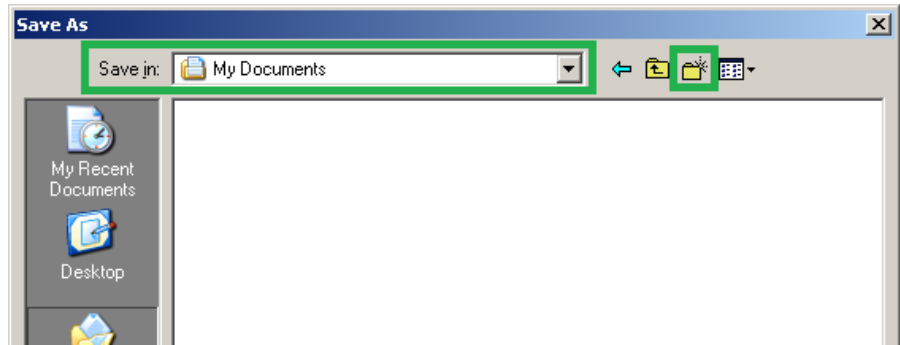 Save As
Save in: My Documents
My Recent
Documents
Desktop